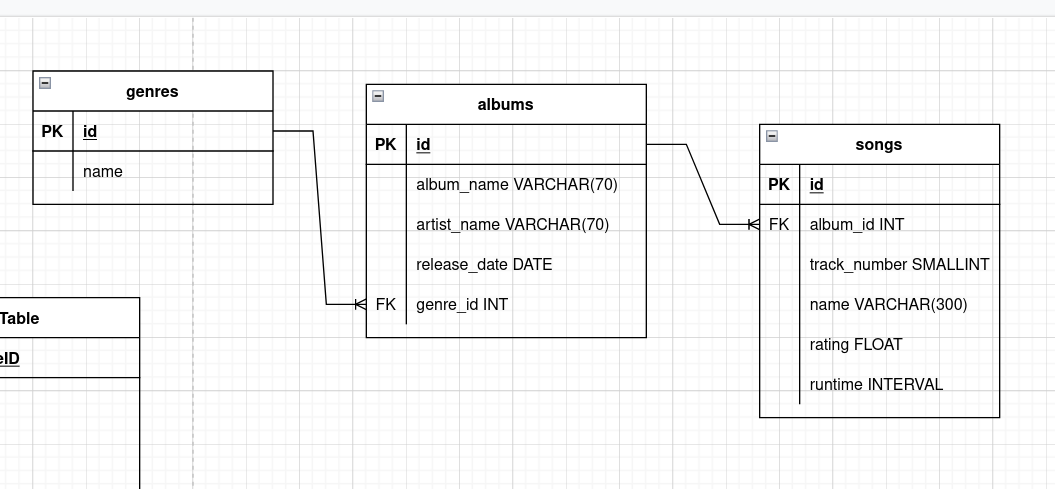 genres
PK id
name
albums
PK id
album_name VARCHAR(70)
artist_name VARCHAR(70)
release_date DATE
FK genre_id INT
songs
PK id
FK album_id INT
track_number SMALLINT
name VARCHAR(300)
rating FLOAT
runtime INTERVAL
Table
eID